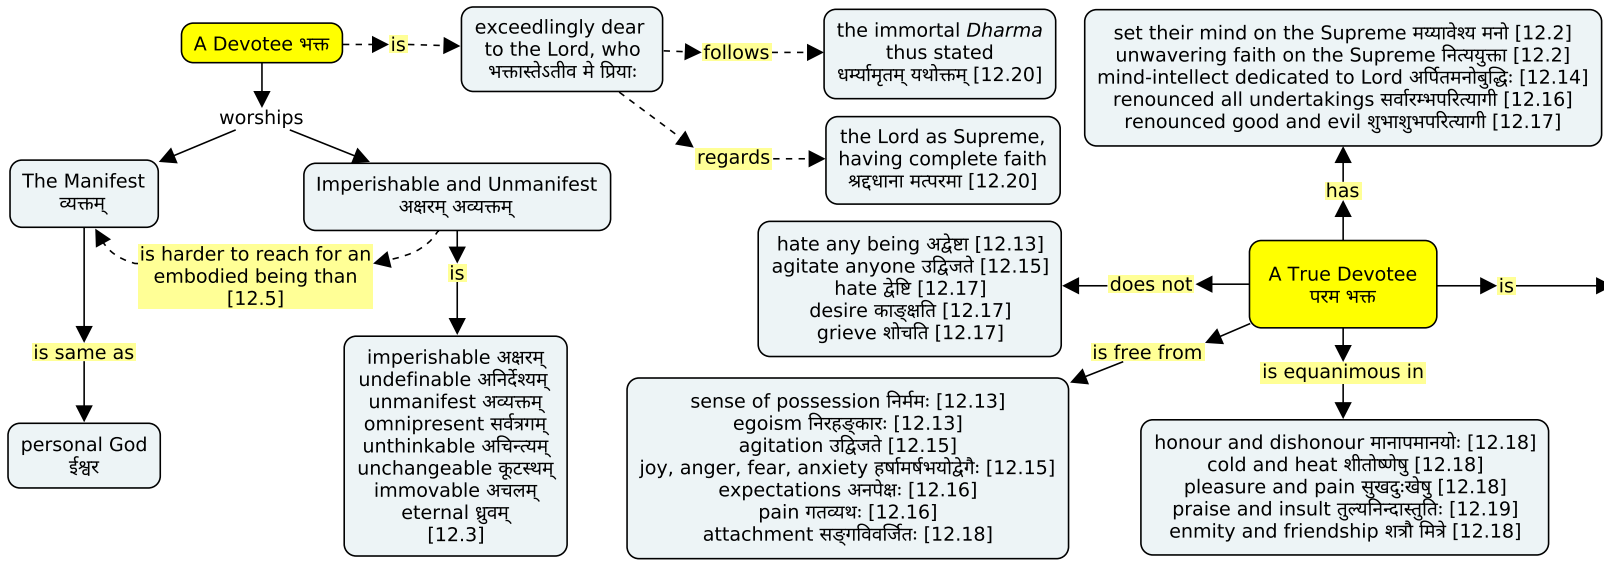 A Devotee भक्त
is
exceedingly dear
to the Lord, who
भक्तास्तेऽतीव मे प्रियाः
follows
the immortal Dharma
thus stated
धर्म्यामृतम् यथोक्तम् [12.20]
regards
the Lord as Supreme,
having complete faith
श्रद्दधाना मत्परमा [12.20]
worships
The Manifest
व्यक्तम्
Imperishable and Unmanifest
अक्षरम् अव्यक्तम्
is harder to reach for an
embodied being than
[12.5]
is
is same as
personal God
ईश्वर
imperishable अक्षरम्
undefinable अनिर्देश्यम्
unmanifest अव्यक्तम्
omnipresent सर्वत्रगम्
unthinkable अचिन्त्यम्
unchangeable कूटस्थम्
immovable अचलम्
eternal ध्रुवम्
[12.3]
set their mind on the Supreme मय्यावेश्य मनो [12.2]
unwavering faith on the Supreme नित्ययुक्ता [12.2]
mind-intellect dedicated to Lord अर्पितमनोबुद्धिः [12.14]
renounced all undertakings सर्वारम्भपरित्यागी [12.16]
renounced good and evil शुभाशुभपरित्यागी [12.17]
has
A True Devotee
परम भक्त
is
does not
hate any being अद्वेष्टा [12.13]
agitate anyone उद्विजते [12.15]
hate द्वेष्टि [12.17]
desire काङ्क्षति [12.17]
grieve शोचति [12.17]
is free from
sense of possession निर्ममः [12.13]
egoism निरहङ्कारः [12.13]
agitation उद्विजते [12.15]
joy, anger, fear, anxiety हर्षामर्षभयोद्वेगैः [12.15]
expectations अनपेक्षः [12.16]
pain गतव्यथः [12.16]
attachment सङ्गविवर्जितः [12.18]
is equanimous in
honour and dishonour मानापमानयोः [12.18]
cold and heat शीतोष्णेषु [12.18]
pleasure and pain सुखदुःखेषु [12.18]
praise and insult तुल्यनिन्दास्तुतिः [12.19]
enmity and friendship शत्रौ मित्रे [12.18]